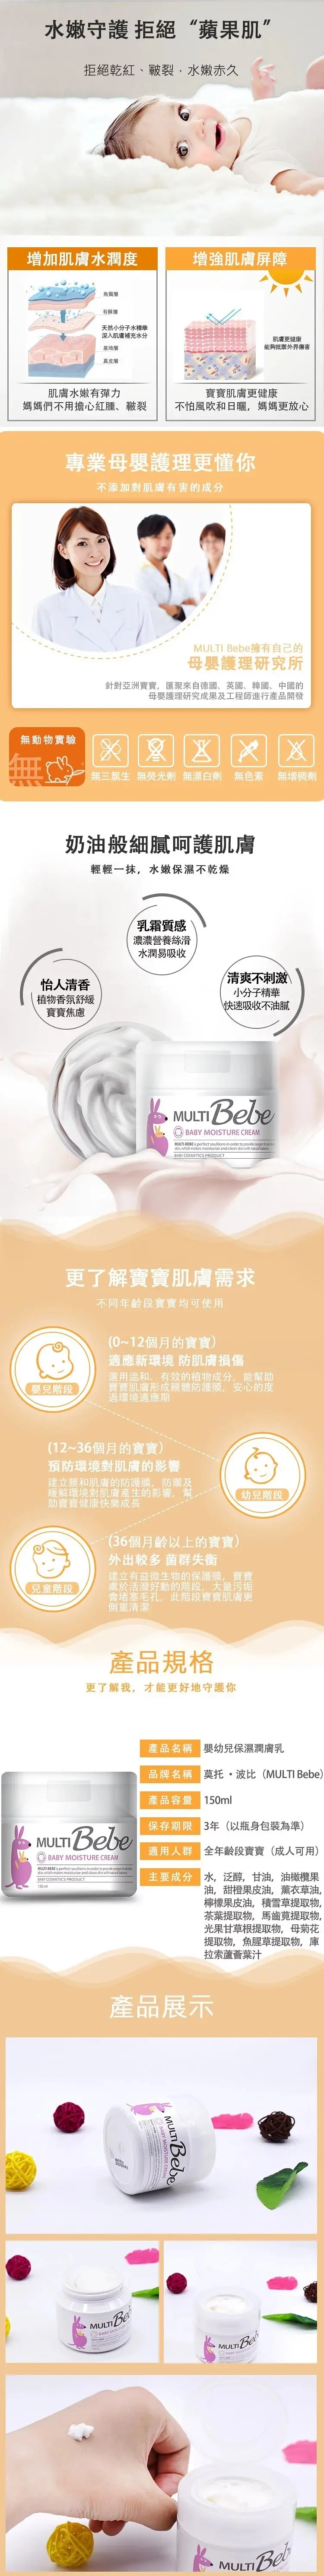 水嫩守護 拒絕 “蘋果肌”
拒絕乾紅、皸裂，水嫩赤久
增加肌膚水潤度
角質層
有棘層
天然小分子水精華
深入肌膚補充水分
基地層
真皮層
肌膚水嫩有彈力
媽媽們不用擔心紅腫、皸裂
增強肌膚屏障
肌膚更健康
能夠抵禦外界傷害
寶寶肌膚更健康
不怕風吹和日曬，媽媽更放心
專業母嬰護理更懂你
不添加對肌膚有害的成分
MULTI Bebe擁有自己的
母嬰護理研究所
針對亞洲寶寶，匯聚來自德國、英國、韓國、中國的
母嬰護理研究成果及工程師進行產品開發
無動物實驗
無
無三氯生 無熒光劑 無漂白劑 無色素 無增稠劑
奶油般細膩呵護肌膚
輕輕一抹，水嫩保濕不乾燥
乳霜質感
濃濃營養絲滑
水潤易吸收
怡人清香
植物香氛舒緩
寶寶焦慮
清爽不刺激
小分子精華
快速吸收不油膩
MULTI Bebe
BABY MOISTURE CREAM
BABY COSMETICS PRODUCT
更了解寶寶肌膚需求
不同年齡段寶寶均可使用
嬰兒階段
(0~12個月的寶寶)
適應新環境 防肌膚損傷
適用溫和、有效的植物成分，能幫助
寶寶肌膚形成親體防護膜，安心的度
過環境適應期
(12~36個月的寶寶)
預防環境對肌膚的影響
建立臉和肌膚的防護膜，防禦及
緩解環境對肌膚產生的影響，幫
助寶寶健康快樂成長
幼兒階段
兒童階段
(36個月齡以上的寶寶)
外出較多 菌群失衡
建立有益微生物的保護膜，寶寶
處於活潑好動的階段，大量污垢
會堵塞毛孔，此階段寶寶肌膚更
側重清潔
產品規格
更了解我，才能更好地守護你
產品名稱 嬰幼兒保濕潤膚乳
品牌名稱 莫托・波比（MULTI Bebe)
產品容量 150ml
保存期限 3年（以瓶身包裝為準）
適用人群 全年齡段寶寶（成人可用）
主要成分 水，泛醇，甘油，油橄欖果
油，甜橙果皮油，薰衣草油，
檸檬果皮油，積雪草提取物，
茶葉提取物，馬齒莧提取物，
光果甘草根提取物，母菊花
提取物，魚腥草提取物，庫
拉索蘆薈葉汁
MULTI Bebe
BABY MOISTURE CREAM
BABY COSMETICS PRODUCT
150 ml
產品展示
MULTI Bebe
MULTI Be
MULTI Beb
MULTI Bel